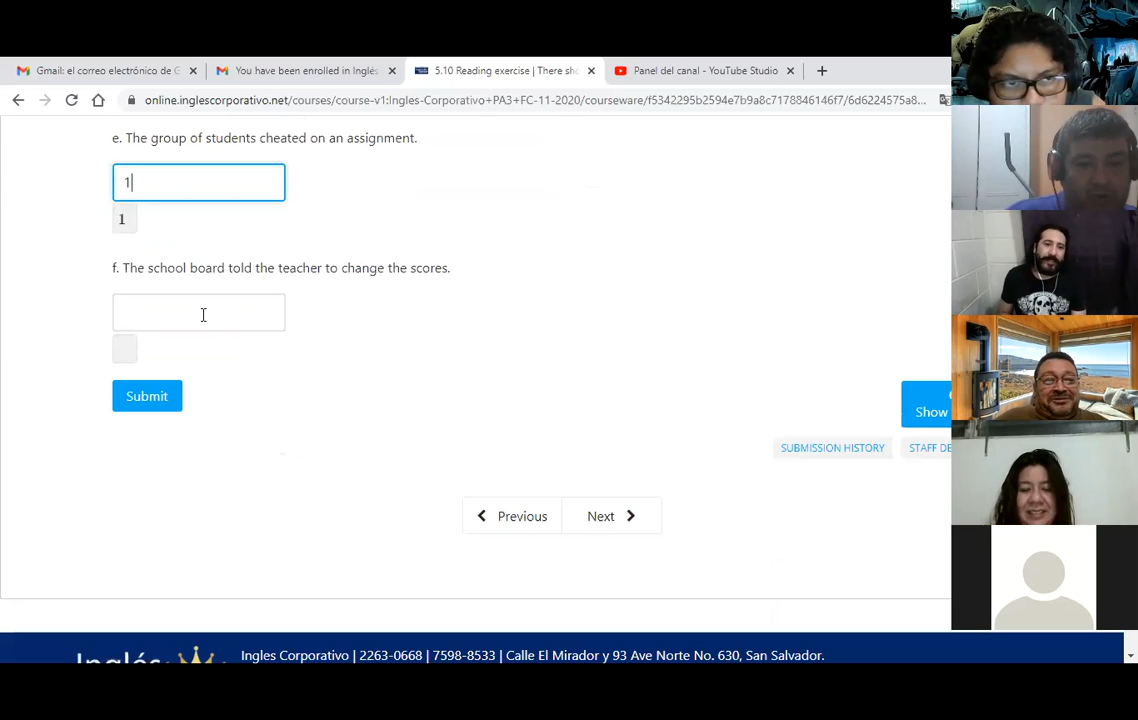 Gmail: el correo electrónico de G
You have been enrolled in Inglés
5.10 Reading exercise | There sho
Panel del canal - YouTube Studio
online.inglescorporativo.net/courses/course-v1:Ingles-Corporativo+PA3+FC-11-2020/courseware/f5342295b2594e7b9a8c7178846146f7/6d6224575a8...
e. The group of students cheated on an assignment.
1
1
f. The school board told the teacher to change the scores.
Submit
Show
SUBMISSION HISTORY
STAFF DE
Previous
Next
Inglés
Ingles Corporativo | 2263-0668 | 7598-8533 | Calle El Mirador y 93 Ave Norte No. 630, San Salvador.